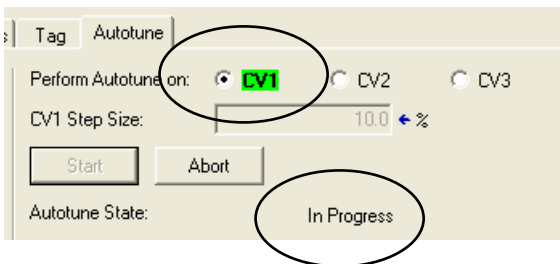 Tag Autotune
Perform Autotune on: CV1 CV2 CV3
CV1 Step Size: 10.0 %
Start Abort
Autotune State: In Progress